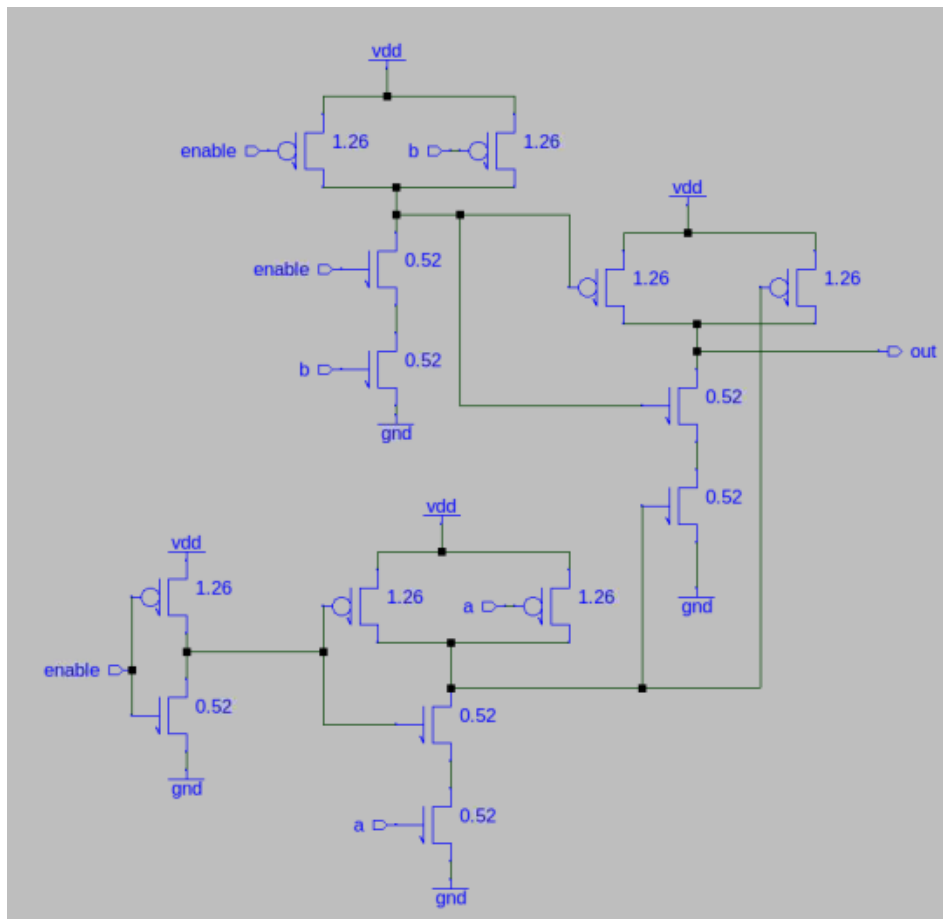 vdd
enable 1.26 b 1.26
vdd
enable 0.52 1.26 1.26
out
b 0.52
0.52
gnd
vdd 0.52
vdd
1.26 1.26 a 1.26 gnd
enable
0.52 0.52
gnd
a 0.52
gnd